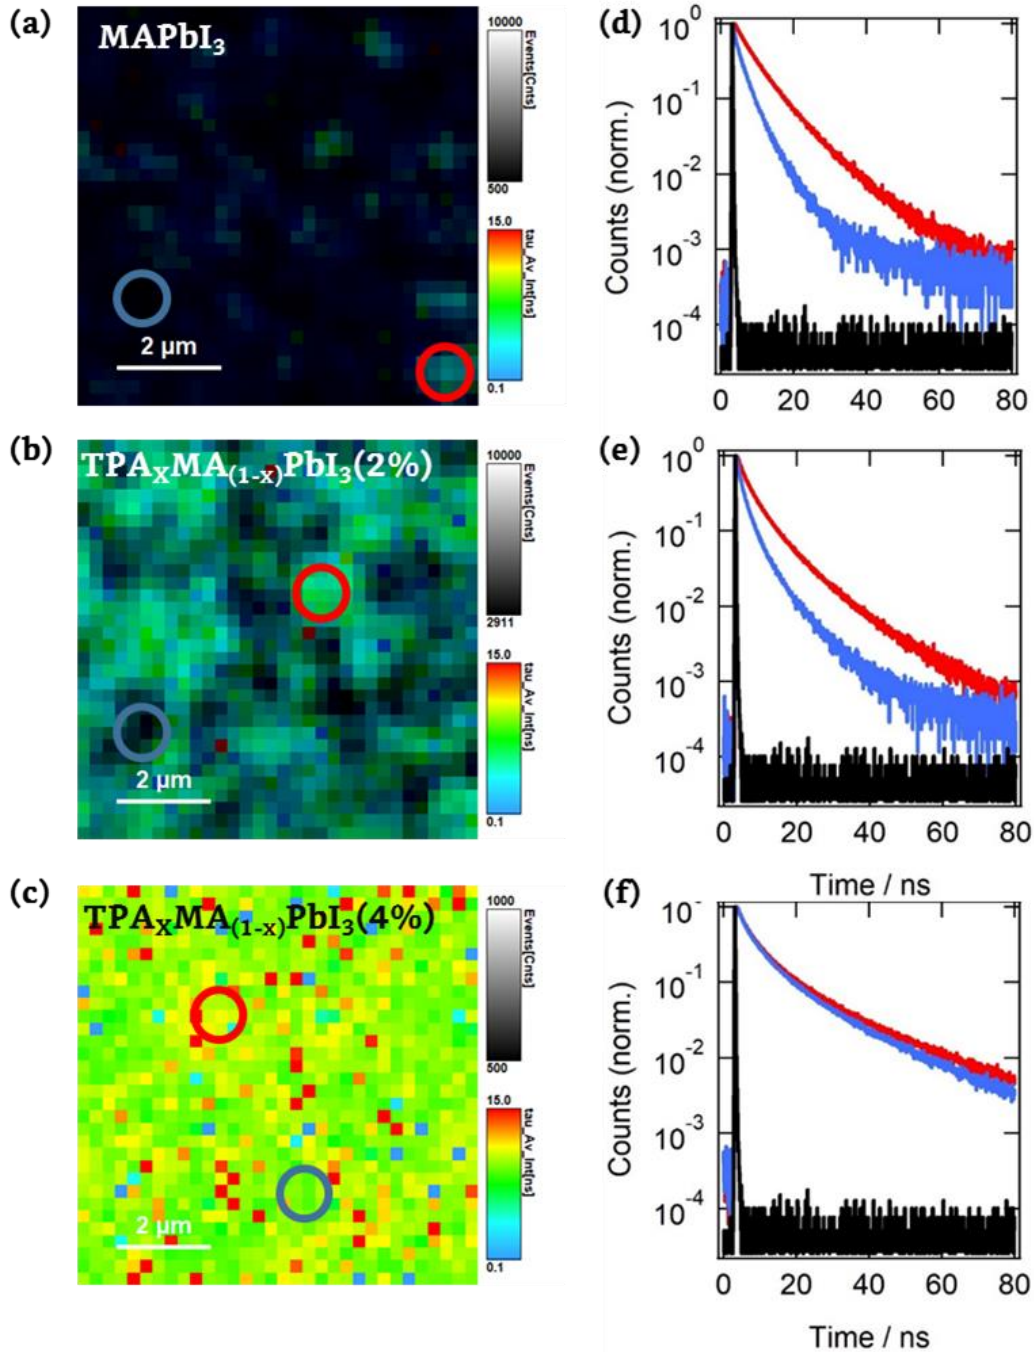 (a)
MAPbI₃
10000
Events[Cnts]
500
15.0
tau_Av_Int[ns]
0.1
2 µm
(d)
10⁰
10⁻¹
10⁻²
10⁻³
10⁻⁴
Counts (norm.)
0 20 40 60 80
(b)
TPAₓMA₍₁₋ₓ₎PbI₃(2%)
10000
Events[Cnts]
2911
15.0
tau_Av_Int[ns]
0.1
2 µm
(e)
10⁰
10⁻¹
10⁻²
10⁻³
10⁻⁴
Counts (norm.)
0 20 40 60 80
Time / ns
(c)
TPAₓMA₍₁₋ₓ₎PbI₃(4%)
1000
Events[Cnts]
500
15.0
tau_Av_Int[ns]
0.1
2 µm
(f)
10⁻¹
10⁻²
10⁻³
10⁻⁴
Counts (norm.)
0 20 40 60 80
Time / ns